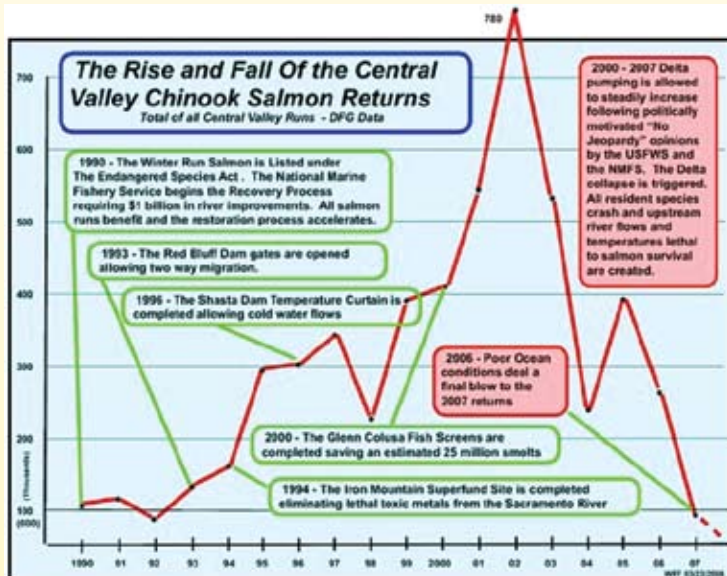 780
The Rise and Fall Of the Central
Valley Chinook Salmon Returns
Total of all Central Valley Runs - DFG Data
1990 - The Winter Run Salmon is Listed under
The Endangered Species Act . The National Marine
Fishery Service begins the Recovery Process
requiring $1 billion in river improvements. All salmon
runs benefit and the restoration process accelerates.
1993 - The Red Bluff Dam gates are opened
allowing two way migration.
1996 - The Shasta Dam Temperature Curtain is
completed allowing cold water flows
2000 - 2007 Delta
pumping is allowed
to steadily increase
following politically
motivated "No
Jeopardy" opinions
by the USFWS and
the NMFS. The Delta
collapse is triggered.
All resident species
crash and upstream
river flows and
temperatures lethal
to salmon survival
are created.
2006 - Poor Ocean
conditions deal a
final blow to the
2007 returns
2000 - The Glenn Colusa Fish Screens are
completed saving an estimated 25 million smolts
1994 - The Iron Mountain Superfund Site is completed
eliminating lethal toxic metals from the Sacramento River
700
600
500
400
300
200
100
(000)
(Thousands)
1990 91 92 93 94 95 96 97 98 99 2000 01 02 03 04 05 06 07